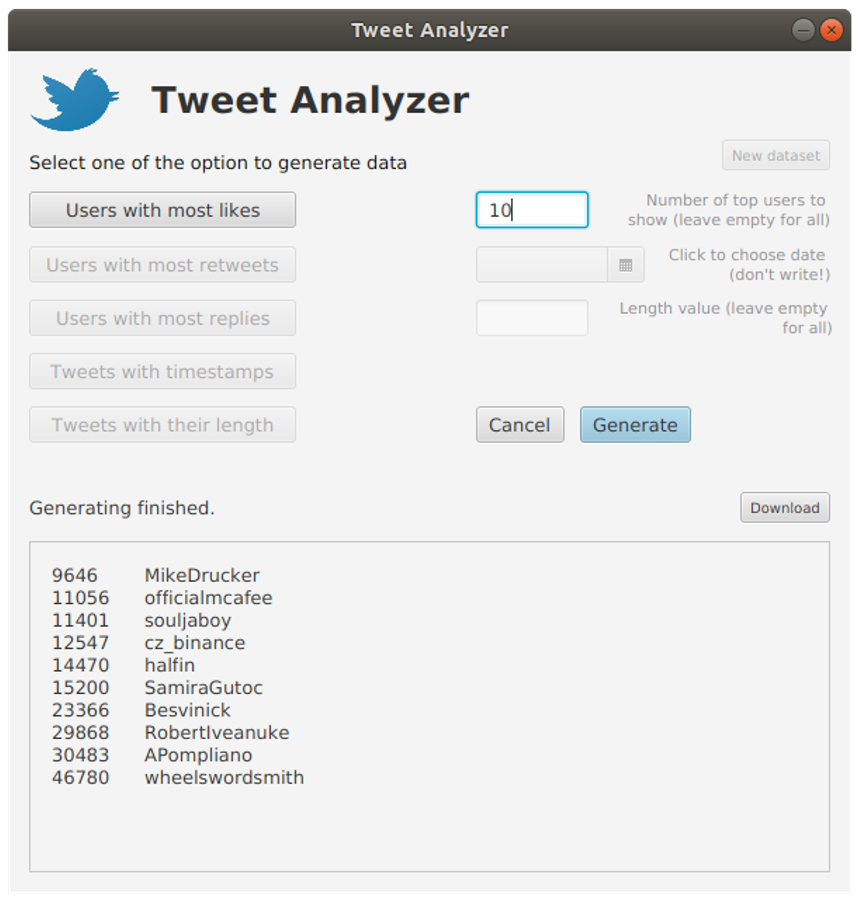 Tweet Analyzer
Tweet Analyzer
Select one of the option to generate data
New dataset
Users with most likes
10
Number of top users to
show (leave empty for all)
Users with most retweets
Click to choose date
(don't write!)
Users with most replies
Length value (leave empty
for all)
Tweets with timestamps
Tweets with their length
Cancel
Generate
Generating finished.
Download
9646 MikeDrucker
11056 officialmcafee
11401 souljaboy
12547 cz_binance
14470 halfin
15200 SamiraGutoc
23366 Besvinick
29868 RobertIveanuke
30483 APompliano
46780 wheelswordsmith